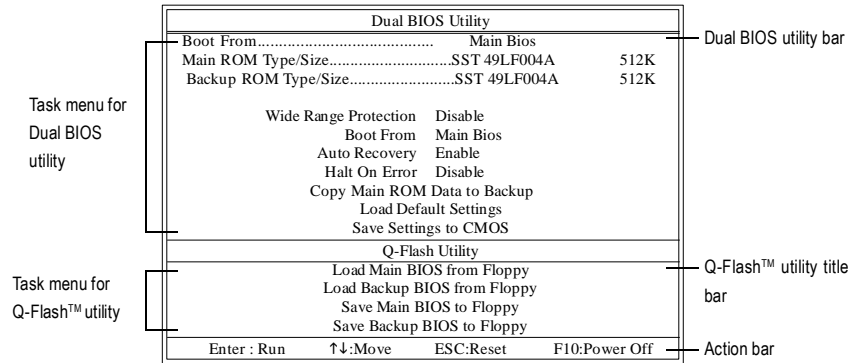 Dual BIOS Utility
Boot From.......................................... Main Bios
Main ROM Type/Size.............................SST 49LF004A 512K
Backup ROM Type/Size.........................SST 49LF004A 512K
Wide Range Protection Disable
Boot From Main Bios
Auto Recovery Enable
Halt On Error Disable
Copy Main ROM Data to Backup
Load Default Settings
Save Settings to CMOS
Q-Flash Utility
Load Main BIOS from Floppy
Load Backup BIOS from Floppy
Save Main BIOS to Floppy
Save Backup BIOS to Floppy
Enter : Run ↑↓:Move ESC:Reset F10:Power Off
Task menu for
Dual BIOS
utility
Task menu for
Q-Flash™ utility
Dual BIOS utility bar
Q-Flash™ utility title
bar
Action bar